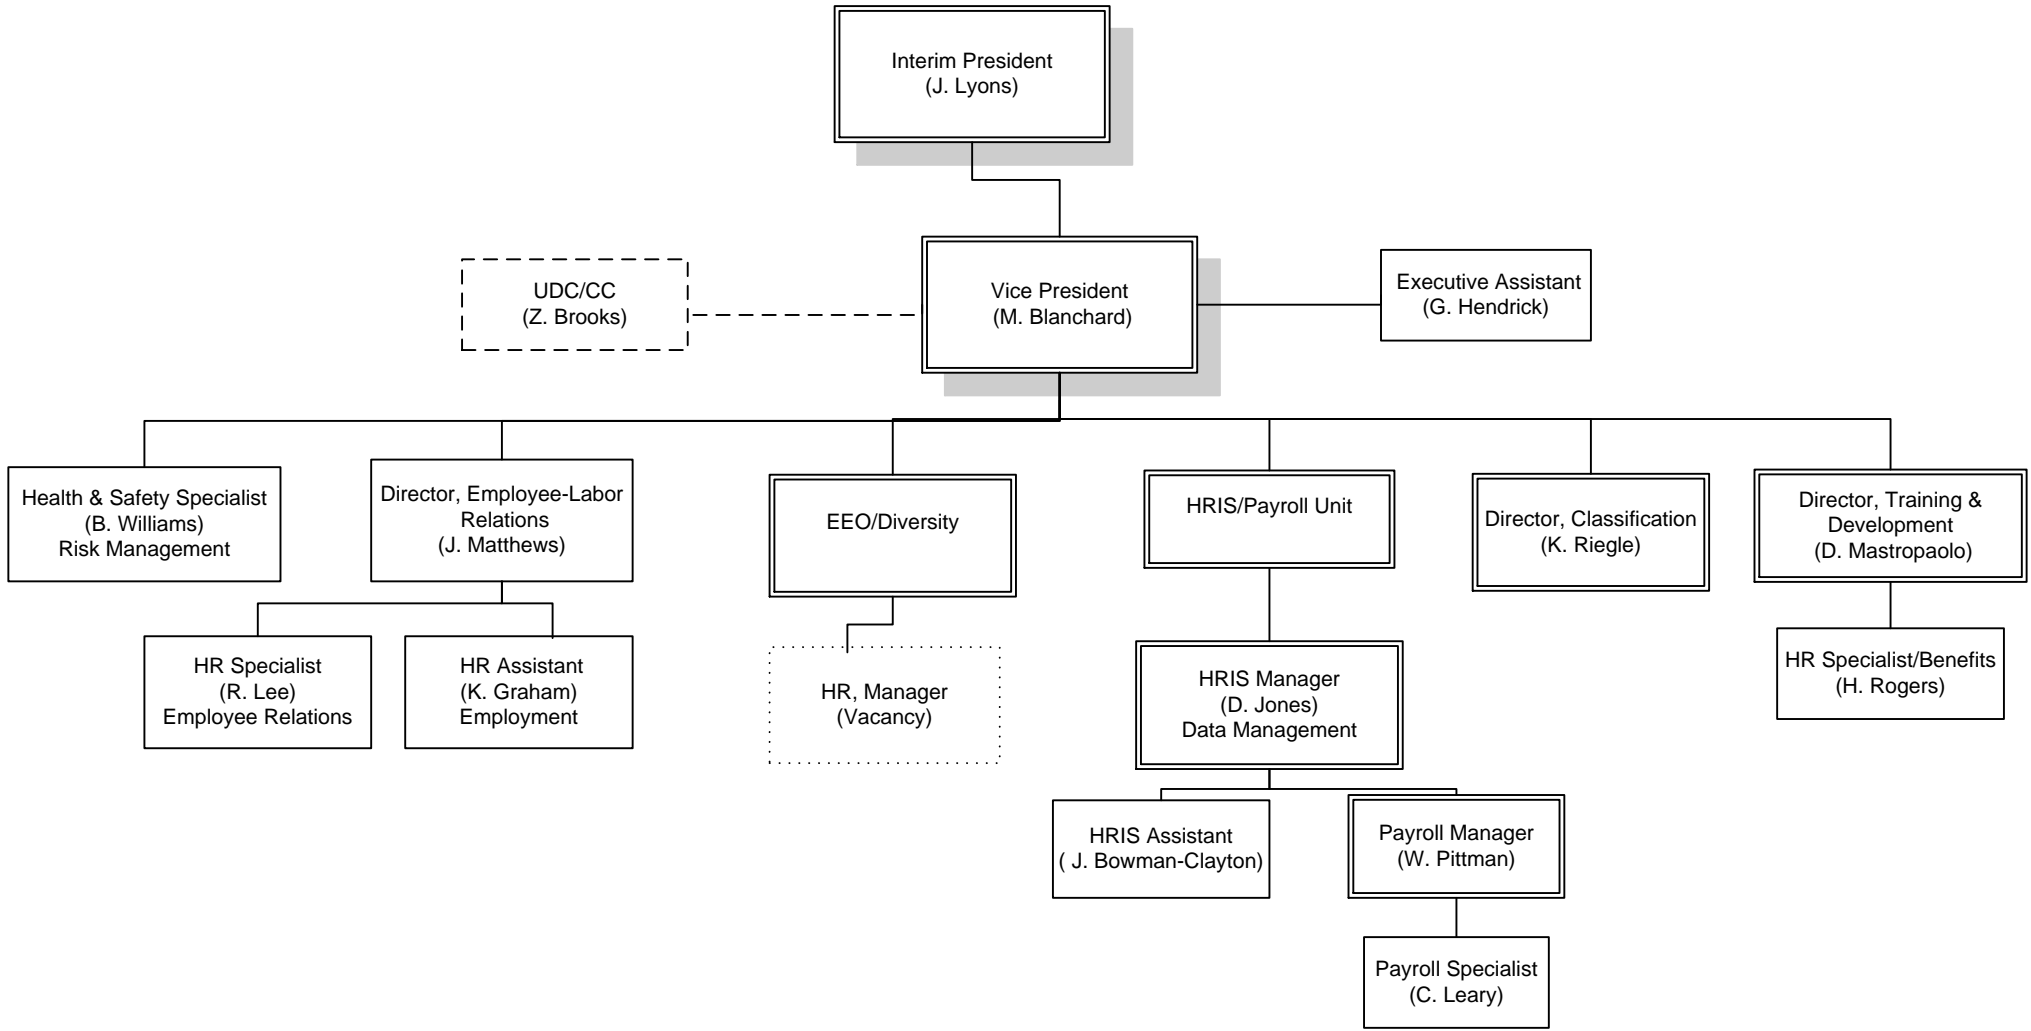 Interim President
(J. Lyons)
UDC/CC
(Z. Brooks)
Vice President
(M. Blanchard)
Executive Assistant
(G. Hendrick)
Health & Safety Specialist
(B. Williams)
Risk Management
Director, Employee-Labor
Relations
(J. Matthews)
EEO/Diversity
HRIS/Payroll Unit
Director, Classification
(K. Riegle)
Director, Training &
Development
(D. Mastropaolo)
HR Specialist
(R. Lee)
Employee Relations
HR Assistant
(K. Graham)
Employment
HR, Manager
(Vacancy)
HRIS Manager
(D. Jones)
Data Management
HR Specialist/Benefits
(H. Rogers)
HRIS Assistant
( J. Bowman-Clayton)
Payroll Manager
(W. Pittman)
Payroll Specialist
(C. Leary)